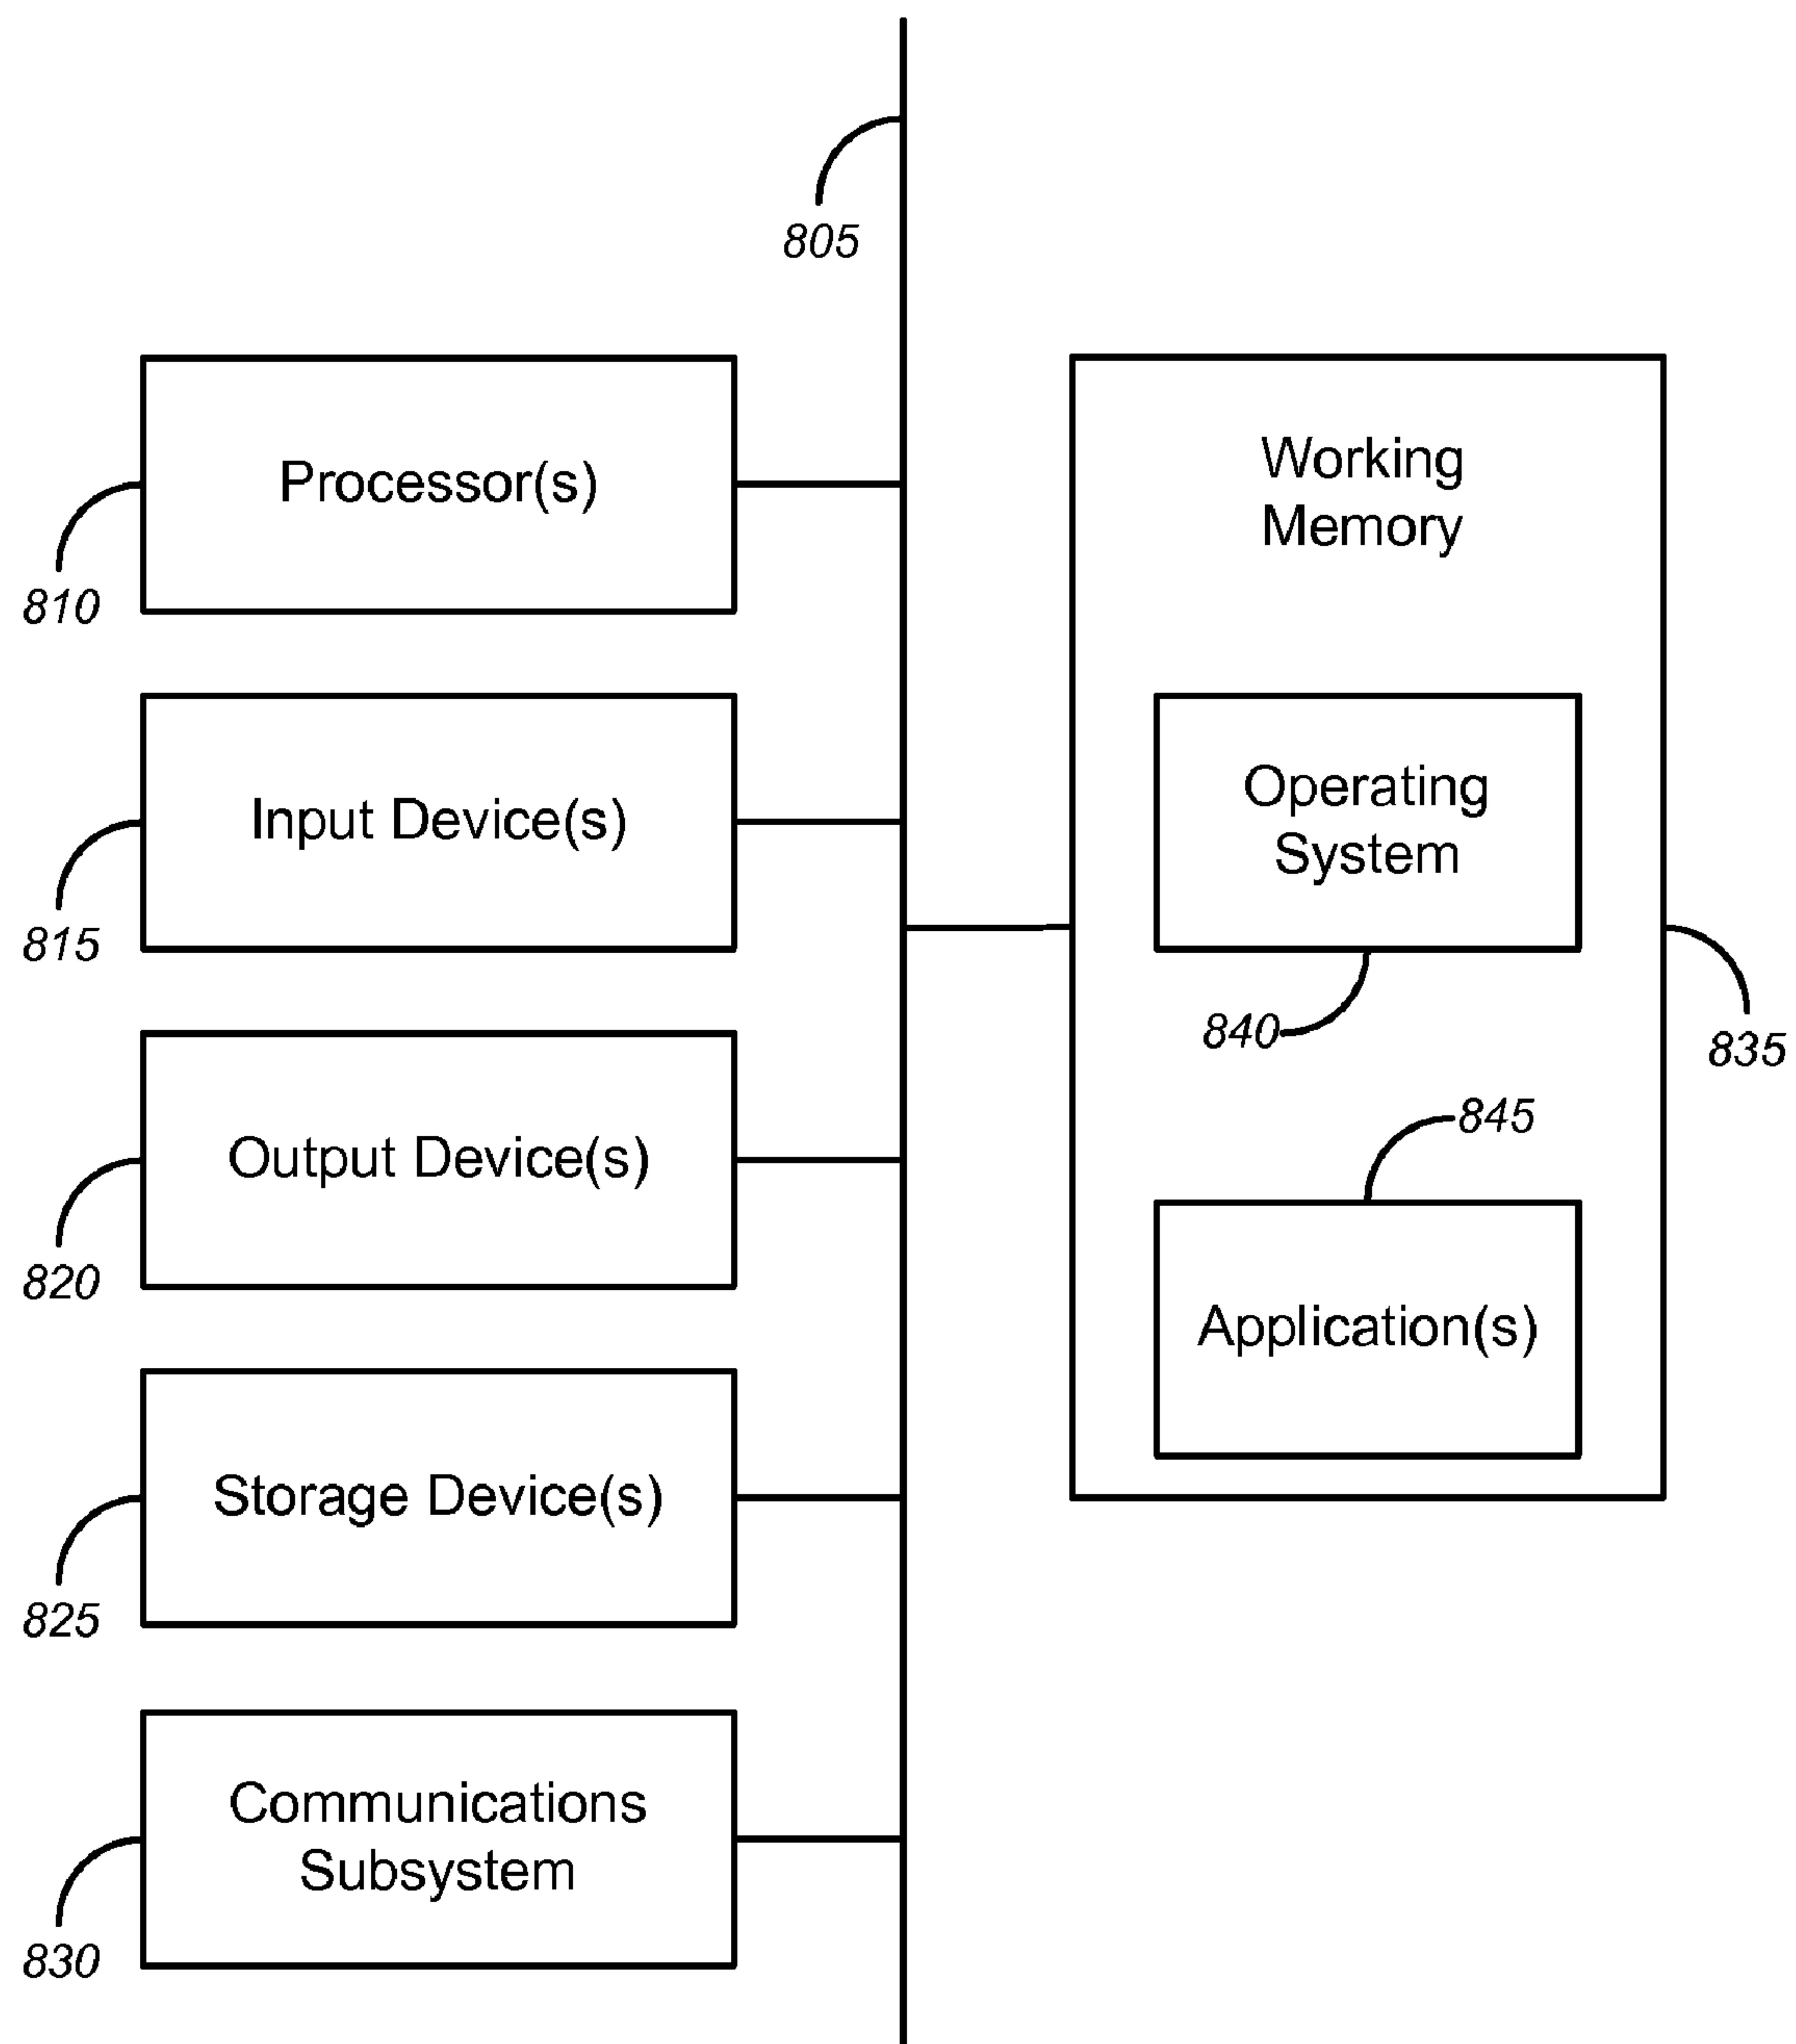 805
Processor(s)
810
Input Device(s)
815
Output Device(s)
820
Storage Device(s)
825
Communications
Subsystem
830
Working
Memory
Operating
System
840
835
845
Application(s)